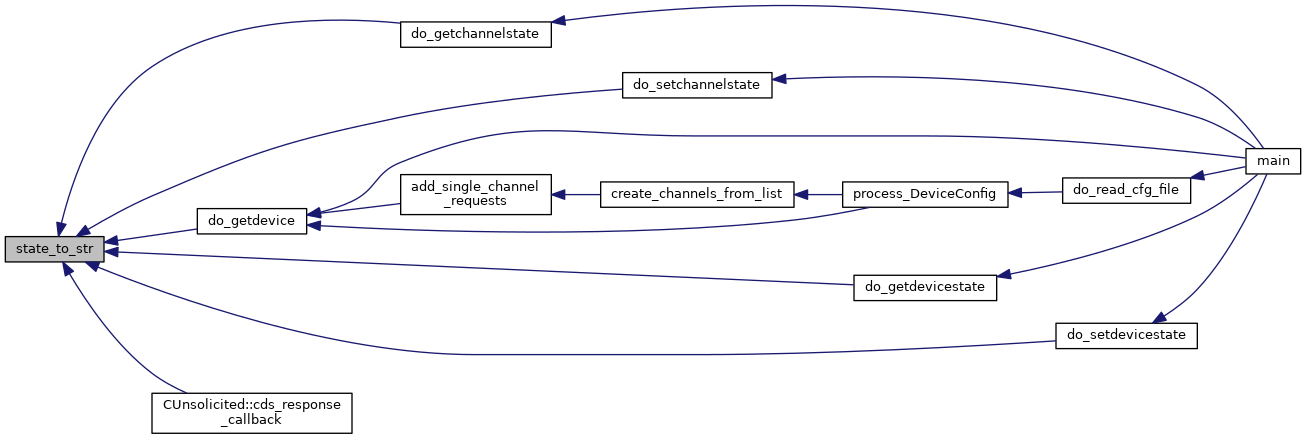 do_getchannelstate
do_setchannelstate
main
add_single_channel
_requests
create_channels_from_list
process_DeviceConfig
do_read_cfg_file
do_getdevice
state_to_str
do_getdevicestate
do_setdevicestate
CUnsolicited::cds_response
_callback